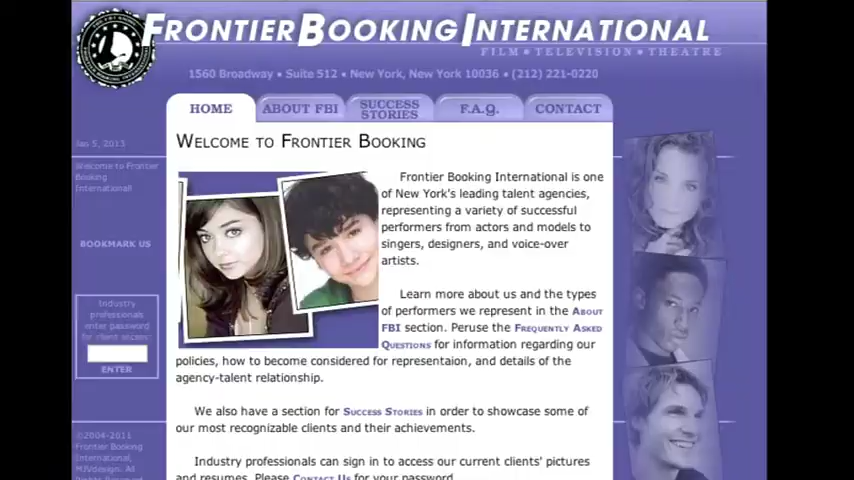 FRONTIERBOOKINGINTERNATIONAL
FILM • TELEVISION • THEATRE
1560 Broadway • Suite 512 • New York, New York 10036 • (212) 221-0220
HOME
ABOUT FBI
SUCCESS
STORIES
F.A.Q.
CONTACT
Jan 5, 2013
Welcome to Frontier
Booking
International!
BOOKMARK US
Industry
professionals
enter password
for client access:
ENTER
©2004-2011
Frontier Booking
International,
MJVdesign. All
WELCOME TO FRONTIER BOOKING
Frontier Booking International is one
of New York's leading talent agencies,
representing a variety of successful
performers from actors and models to
singers, designers, and voice-over
artists.
Learn more about us and the types
of performers we represent in the ABOUT
FBI section. Peruse the FREQUENTLY ASKED
QUESTIONS for information regarding our
policies, how to become considered for representaion, and details of the
agency-talent relationship.
We also have a section for SUCCESS STORIES in order to showcase some of
our most recognizable clients and their achievements.
Industry professionals can sign in to access our current clients' pictures
and resumes. Please CONTACT US for your password.